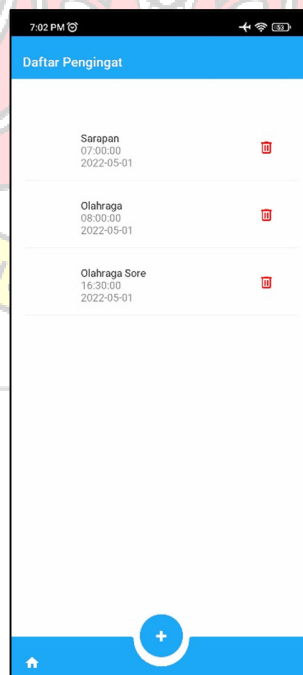 7:02 PM
53
Daftar Pengingat
Sarapan
07:00:00
2022-05-01
Olahraga
08:00:00
2022-05-01
Olahraga Sore
16:30:00
2022-05-01